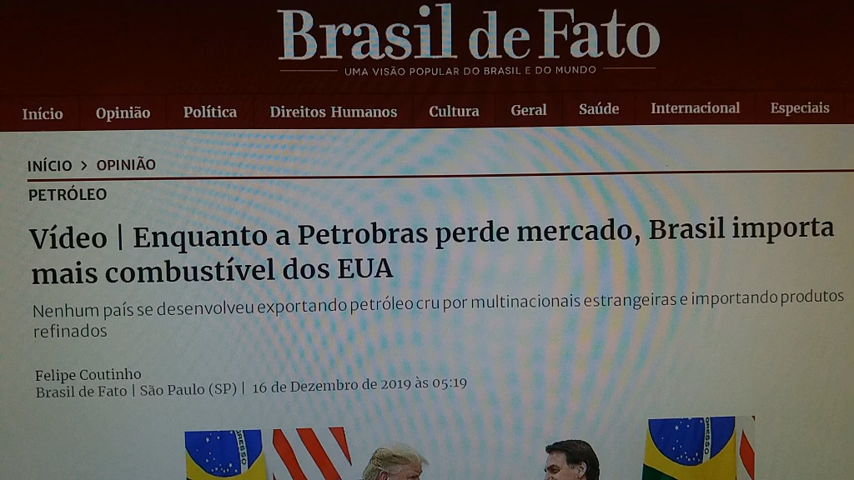 Brasil de Fato
UMA VISÃO POPULAR DO BRASIL E DO MUNDO
Início Opinião Política Direitos Humanos Cultura Geral Saúde Internacional Especiais
INÍCIO > OPINIÃO
PETRÓLEO
Vídeo | Enquanto a Petrobras perde mercado, Brasil importa
mais combustível dos EUA
Nenhum país se desenvolveu exportando petróleo cru por multinacionais estrangeiras e importando produtos
refinados
Felipe Coutinho
Brasil de Fato | São Paulo (SP) | 16 de Dezembro de 2019 às 05:19